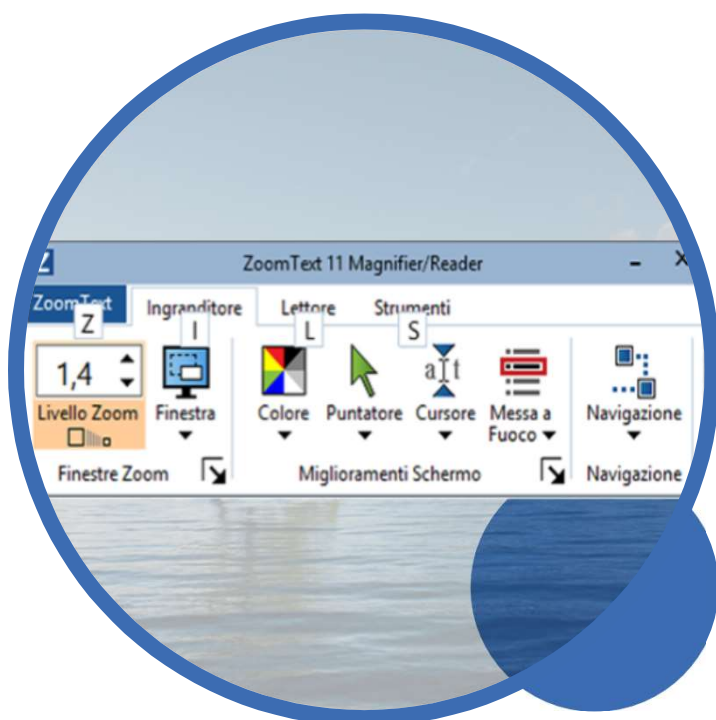 Z ZoomText 11 Magnifier/Reader – X
ZoomText Ingranditore Lettore Strumenti
Z I L S
1,4
Livello Zoom Finestra Colore Puntatore aIt Cursore Messa a Fuoco Navigazione
Finestre Zoom Miglioramenti Schermo Navigazione